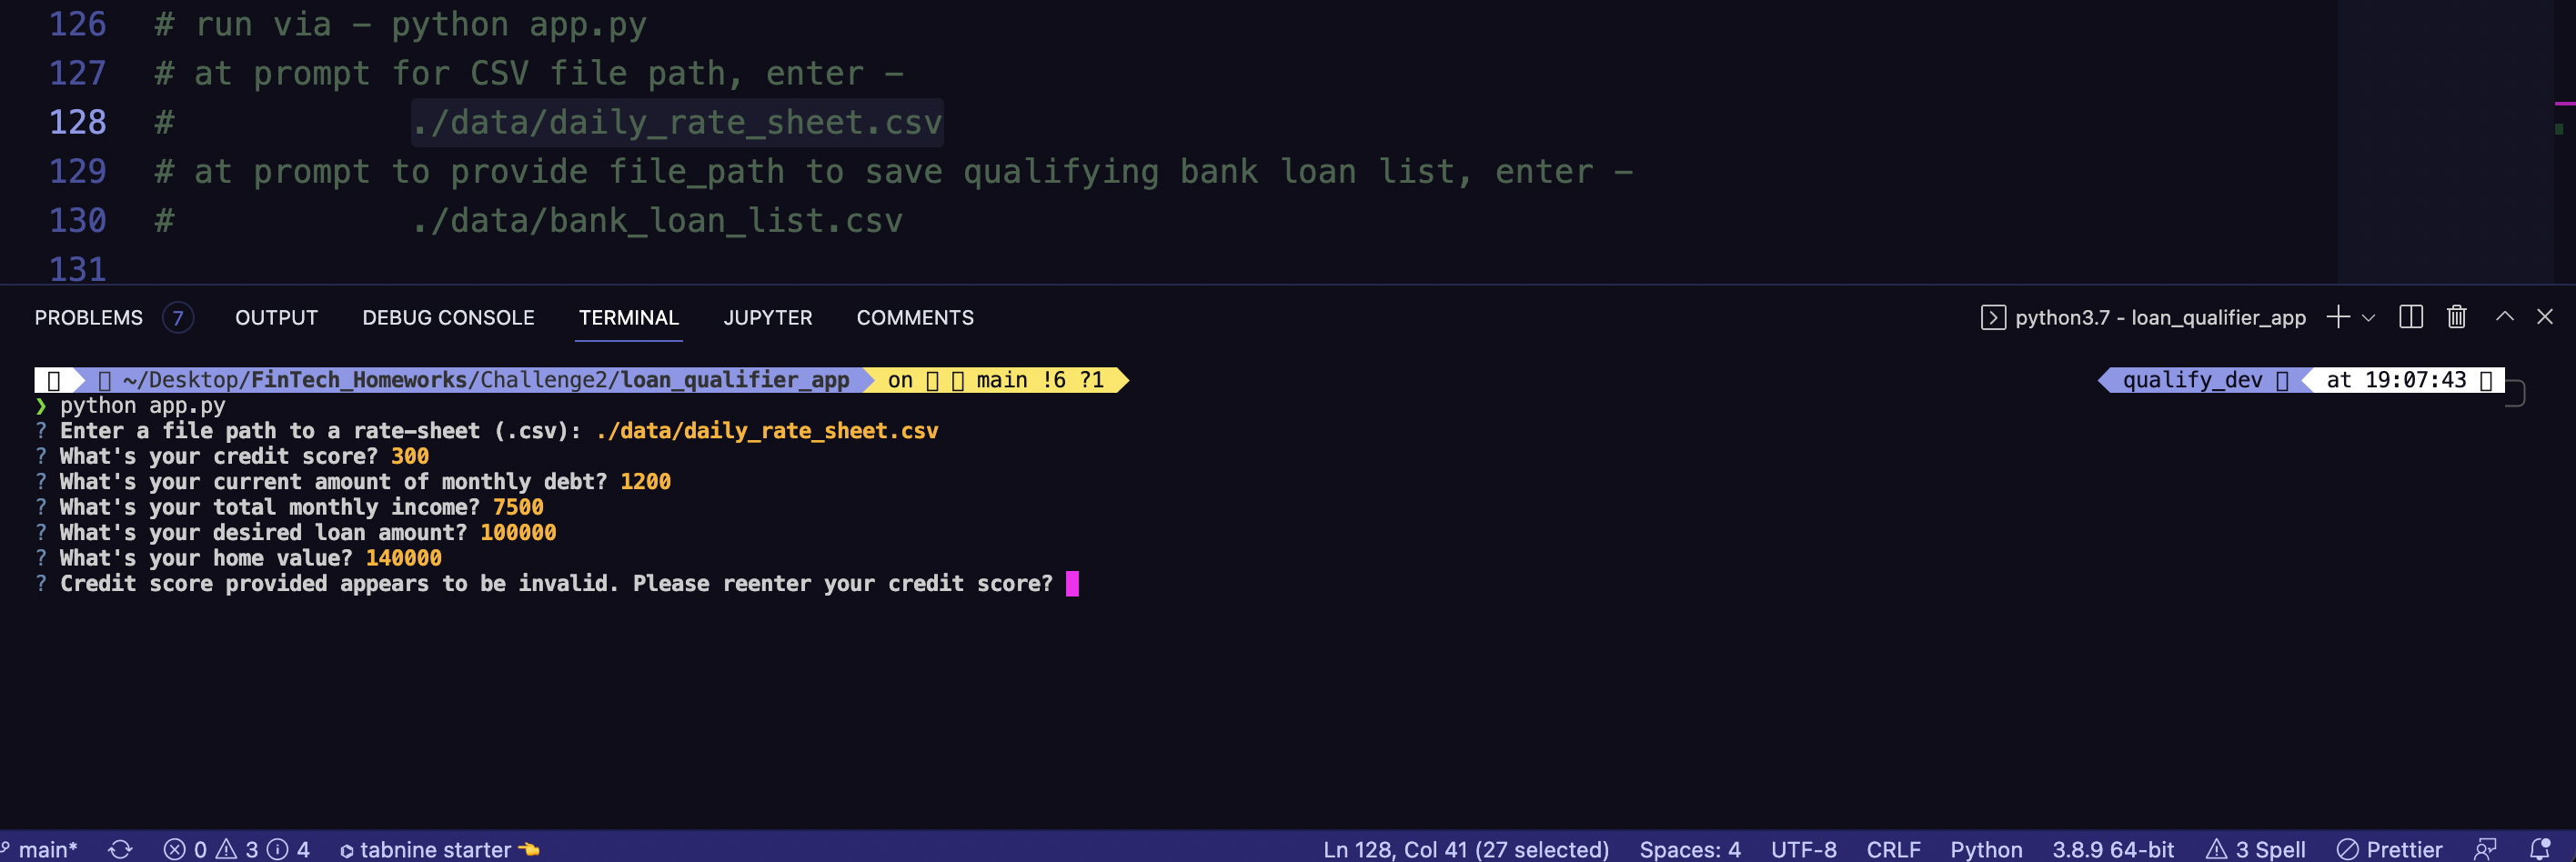 126 # run via - python app.py
127 # at prompt for CSV file path, enter -
128 # ./data/daily_rate_sheet.csv
129 # at prompt to provide file_path to save qualifying bank loan list, enter -
130 # ./data/bank_loan_list.csv
131
PROBLEMS 7 OUTPUT DEBUG CONSOLE TERMINAL JUPYTER COMMENTS python3.7 - loan_qualifier_app
~/Desktop/FinTech_Homeworks/Challenge2/loan_qualifier_app on main !6 ?1 qualify_dev at 19:07:43
❯ python app.py
? Enter a file path to a rate-sheet (.csv): ./data/daily_rate_sheet.csv
? What's your credit score? 300
? What's your current amount of monthly debt? 1200
? What's your total monthly income? 7500
? What's your desired loan amount? 100000
? What's your home value? 140000
? Credit score provided appears to be invalid. Please reenter your credit score?
main* 0 3 4 tabnine starter 👈 Ln 128, Col 41 (27 selected) Spaces: 4 UTF-8 CRLF Python 3.8.9 64-bit 3 Spell Prettier